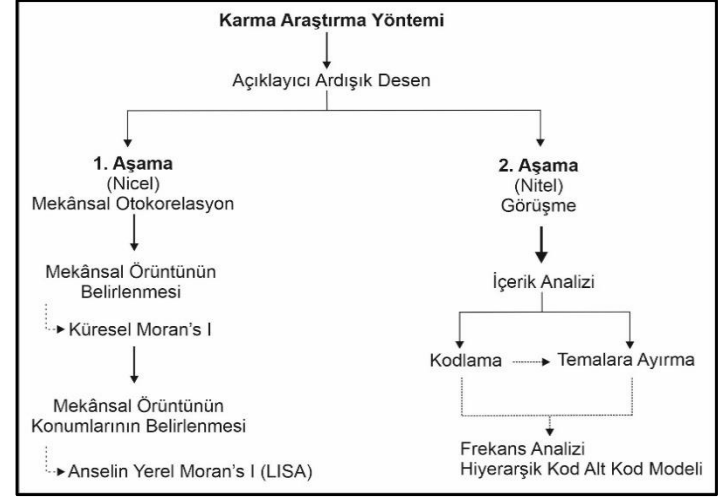 Karma Araştırma Yöntemi
Açıklayıcı Ardışık Desen
1. Aşama
(Nicel)
Mekânsal Otokorelasyon
Mekânsal Örüntünün
Belirlenmesi
Küresel Moran's I
Mekânsal Örüntünün
Konumlarının Belirlenmesi
Anselin Yerel Moran's I (LISA)
2. Aşama
(Nitel)
Görüşme
İçerik Analizi
Kodlama
Temalara Ayırma
Frekans Analizi
Hiyerarşik Kod Alt Kod Modeli